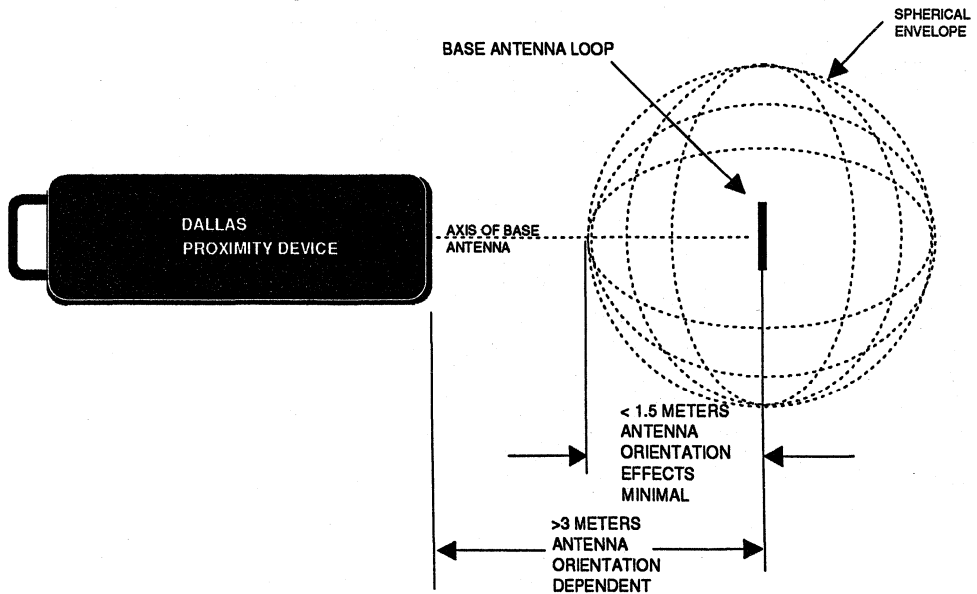 SPHERICAL
ENVELOPE
BASE ANTENNA LOOP
DALLAS
PROXIMITY DEVICE
AXIS OF BASE
ANTENNA
< 1.5 METERS
ANTENNA
ORIENTATION
EFFECTS
MINIMAL
>3 METERS
ANTENNA
ORIENTATION
DEPENDENT